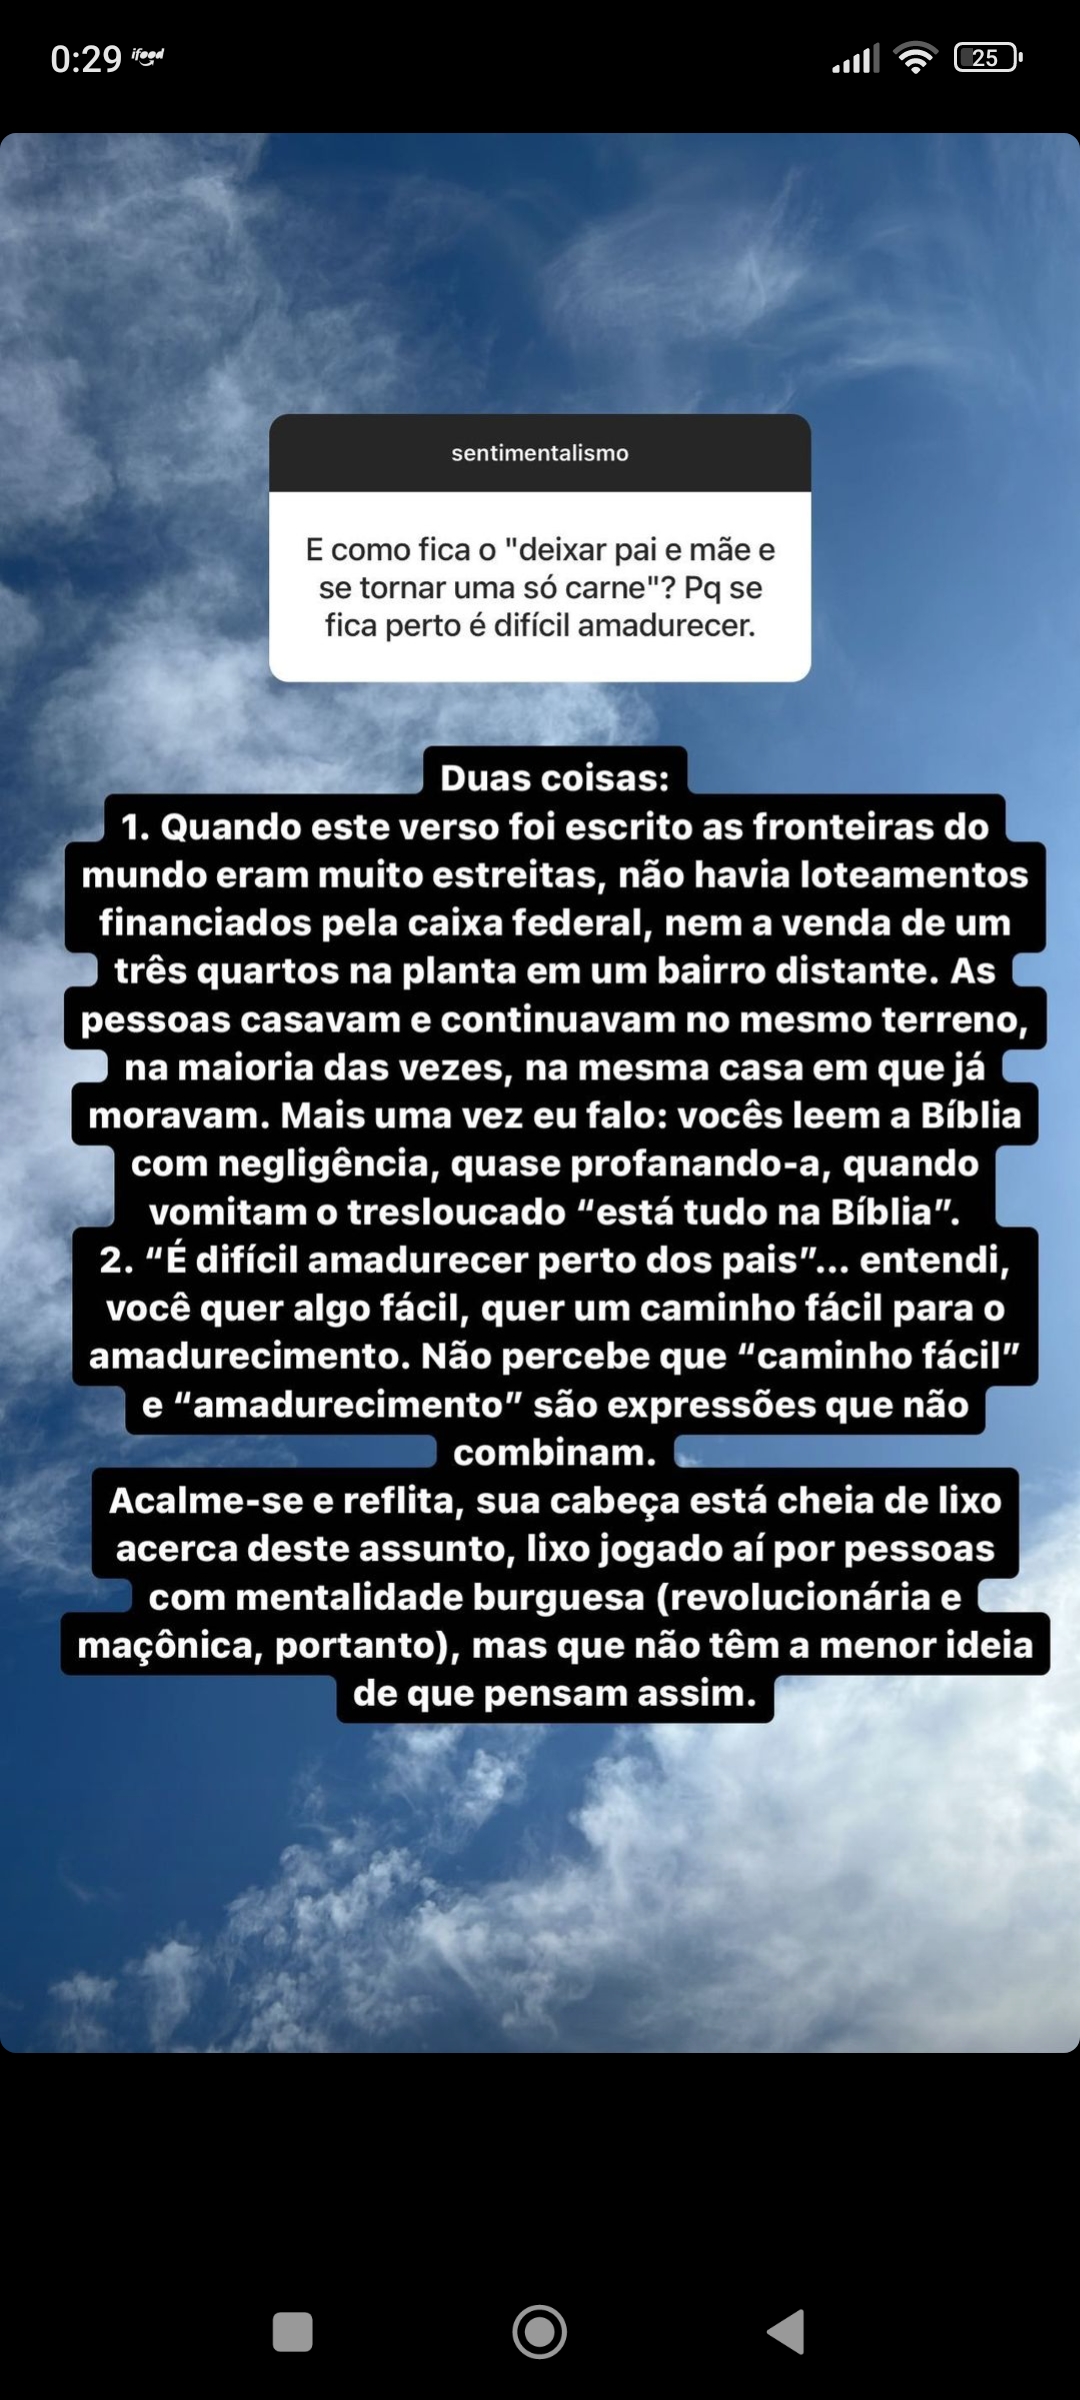 0:29 ifood
25
sentimentalismo
E como fica o "deixar pai e mãe e
se tornar uma só carne"? Pq se
fica perto é difícil amadurecer.
Duas coisas:
1. Quando este verso foi escrito as fronteiras do
mundo eram muito estreitas, não havia loteamentos
financiados pela caixa federal, nem a venda de um
três quartos na planta em um bairro distante. As
pessoas casavam e continuavam no mesmo terreno,
na maioria das vezes, na mesma casa em que já
moravam. Mais uma vez eu falo: vocês leem a Bíblia
com negligência, quase profanando-a, quando
vomitam o tresloucado “está tudo na Bíblia”.
2. “É difícil amadurecer perto dos pais”... entendi,
você quer algo fácil, quer um caminho fácil para o
amadurecimento. Não percebe que “caminho fácil”
e “amadurecimento” são expressões que não
combinam.
Acalme-se e reflita, sua cabeça está cheia de lixo
acerca deste assunto, lixo jogado aí por pessoas
com mentalidade burguesa (revolucionária e
maçônica, portanto), mas que não têm a menor ideia
de que pensam assim.